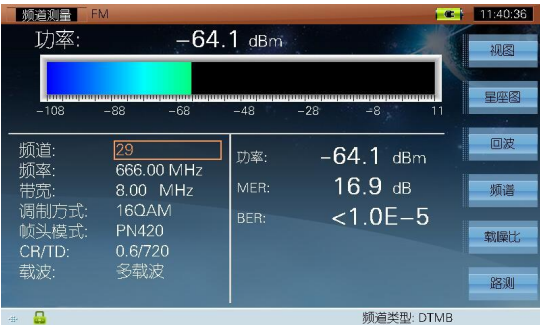 频道测量 FM 11:40:36
功率: -64.1 dBm
-108 -88 -68 -48 -28 -8 11
频道: 29
频率: 666.00 MHz
带宽: 8.00 MHz
调制方式: 16QAM
帧头模式: PN420
CR/TD: 0.6/720
载波: 多载波
功率: -64.1 dBm
MER: 16.9 dB
BER: <1.0E-5
视图
星座图
回波
频谱
载噪比
路测
频道类型: DTMB